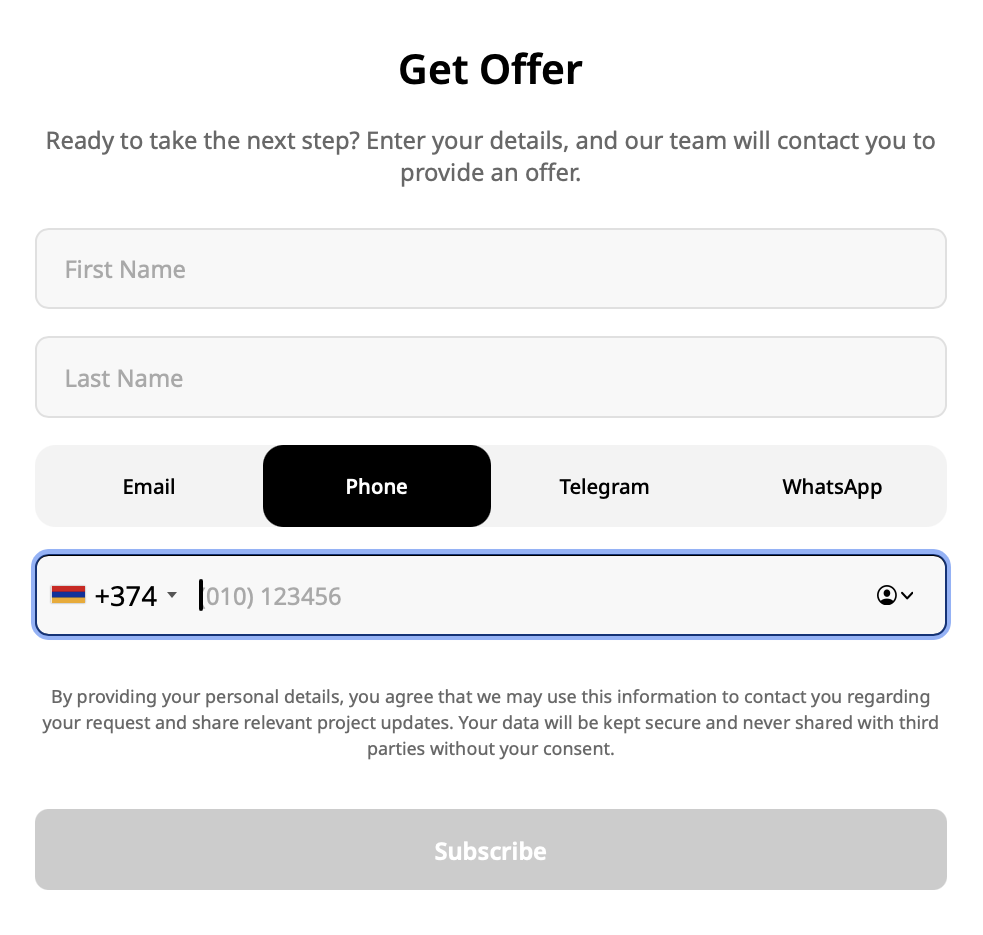 Get Offer
Ready to take the next step? Enter your details, and our team will contact you to
provide an offer.
First Name
Last Name
Email Phone Telegram WhatsApp
+374 (010) 123456
By providing your personal details, you agree that we may use this information to contact you regarding
your request and share relevant project updates. Your data will be kept secure and never shared with third
parties without your consent.
Subscribe